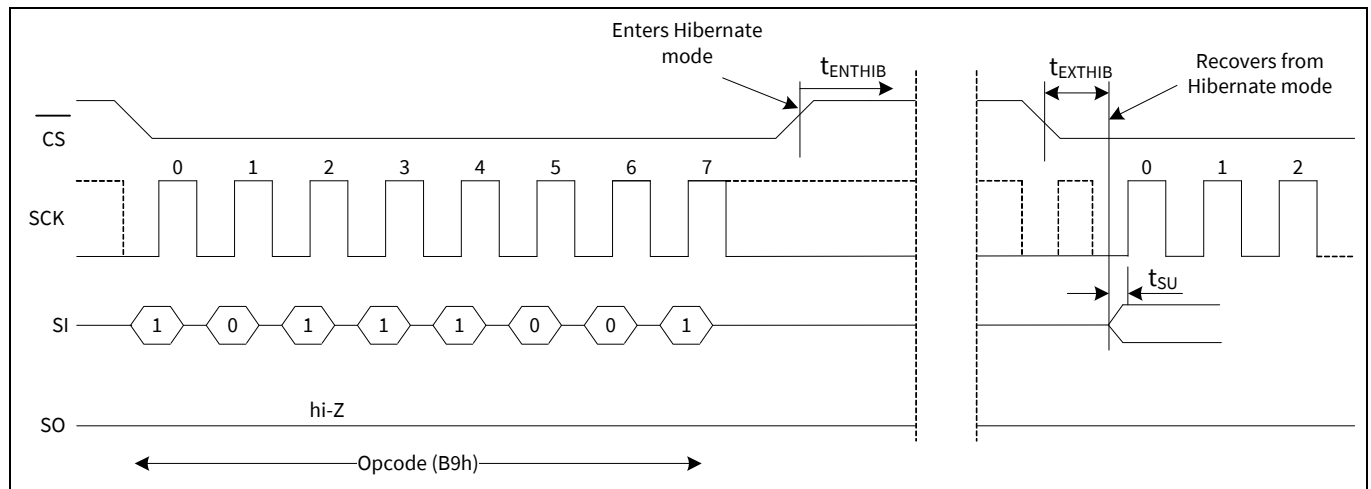 Enters Hibernate
mode
tENTHIB
tEXTHIB
Recovers from
Hibernate mode
CS
0 1 2 3 4 5 6 7 0 1 2
SCK
tSU
SI 1 0 1 1 1 0 0 1
hi-Z
SO
Opcode (B9h)